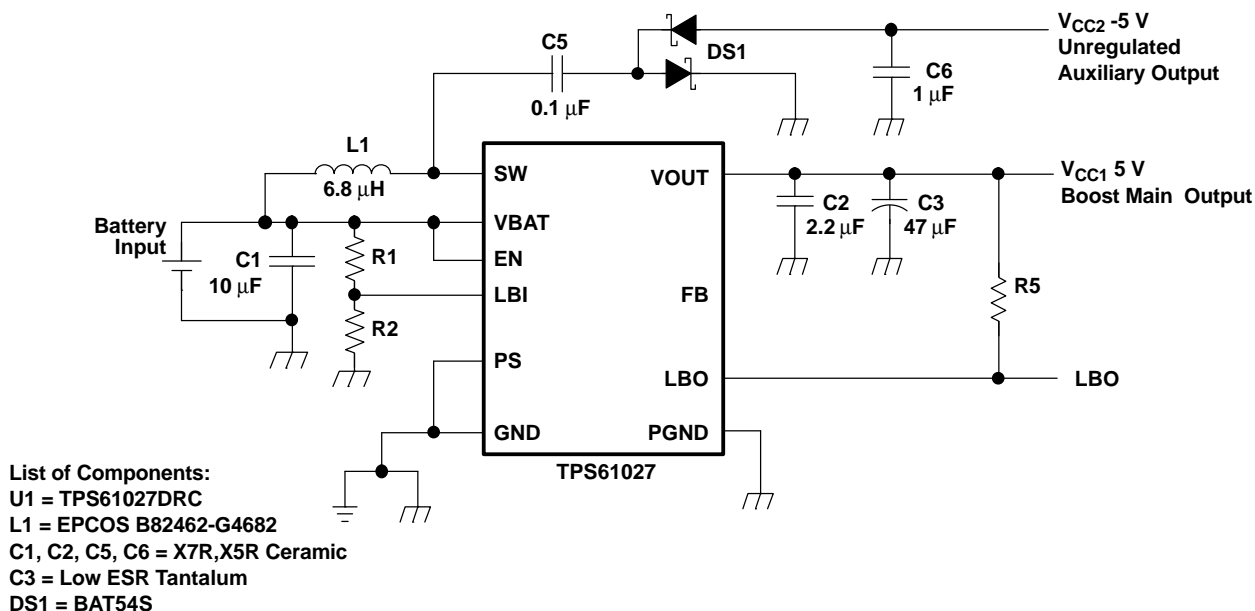 C5
0.1 μF
DS1
C6
1 μF
VCC2 -5 V
Unregulated
Auxiliary Output
L1
6.8 μH
Battery
Input
C1
10 μF
R1
R2
SW
VBAT
EN
LBI
PS
GND
VOUT
FB
LBO
PGND
TPS61027
C2
2.2 μF
C3
47 μF
R5
VCC1 5 V
Boost Main Output
LBO
List of Components:
U1 = TPS61027DRC
L1 = EPCOS B82462-G4682
C1, C2, C5, C6 = X7R,X5R Ceramic
C3 = Low ESR Tantalum
DS1 = BAT54S